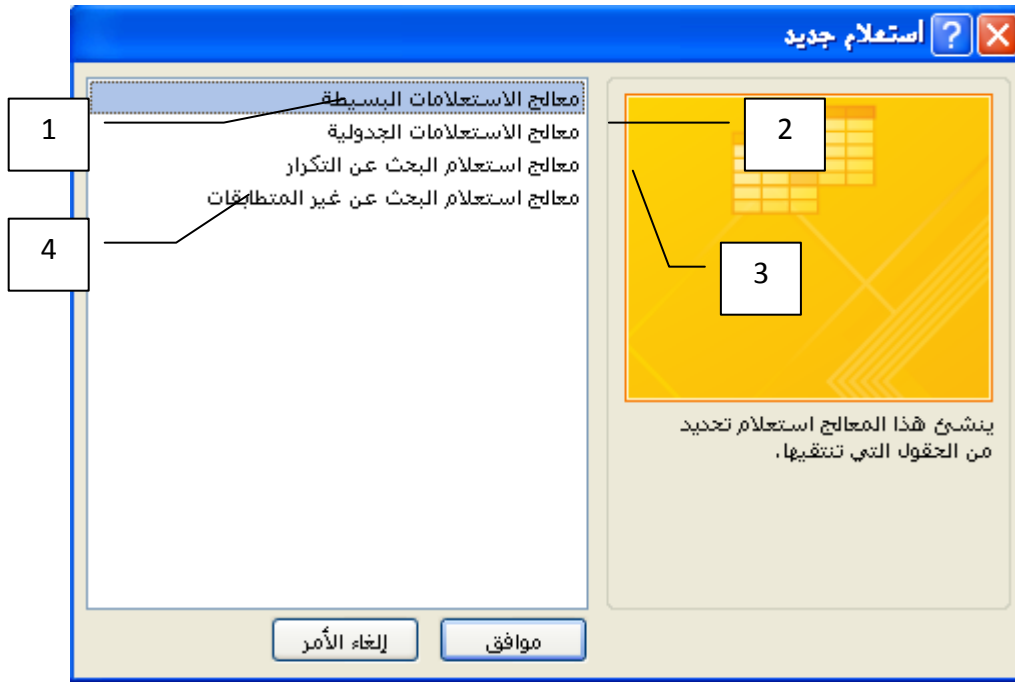 استعلام جديد
معالج الاستعلامات البسيطة
معالج الاستعلامات الجدولية
معالج استعلام البحث عن التكرار
معالج استعلام البحث عن غير المتطابقات
1
2
3
4
ينشئ هذا المعالج استعلام تحديد
من الحقول التي تنتقيها.
موافق
إلغاء الأمر